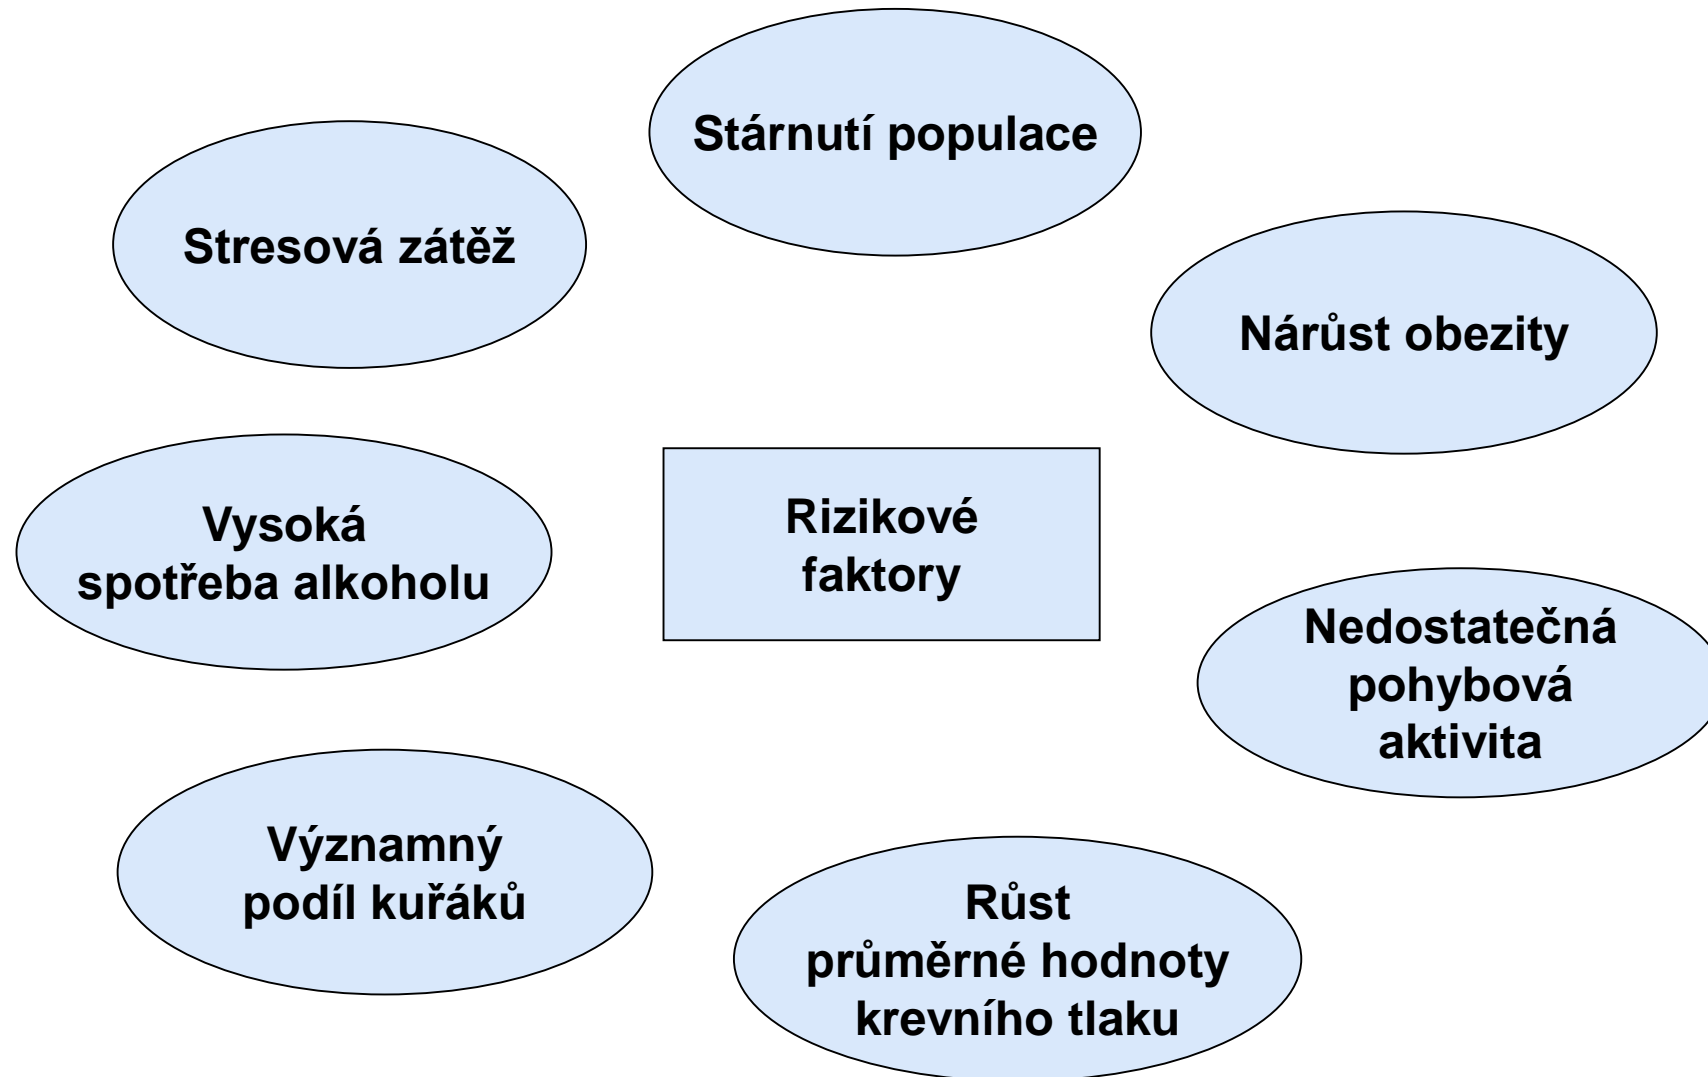 Stárnutí populace
Stresová zátěž
Nárůst obezity
Vysoká
spotřeba alkoholu
Rizikové
faktory
Nedostatečná
pohybová
aktivita
Významný
podíl kuřáků
Růst
průměrné hodnoty
krevního tlaku